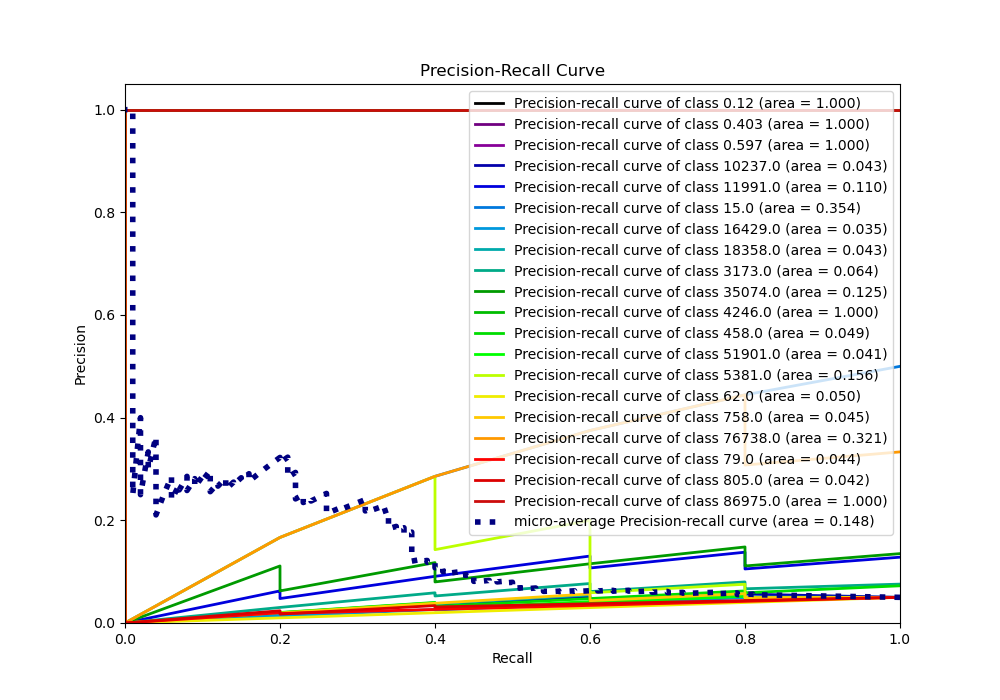 Precision-Recall Curve
1.0
0.8
0.6
0.4
0.2
0.0
Precision
Precision-recall curve of class 0.12 (area = 1.000)
Precision-recall curve of class 0.403 (area = 1.000)
Precision-recall curve of class 0.597 (area = 1.000)
Precision-recall curve of class 10237.0 (area = 0.043)
Precision-recall curve of class 11991.0 (area = 0.110)
Precision-recall curve of class 15.0 (area = 0.354)
Precision-recall curve of class 16429.0 (area = 0.035)
Precision-recall curve of class 18358.0 (area = 0.043)
Precision-recall curve of class 3173.0 (area = 0.064)
Precision-recall curve of class 35074.0 (area = 0.125)
Precision-recall curve of class 4246.0 (area = 1.000)
Precision-recall curve of class 458.0 (area = 0.049)
Precision-recall curve of class 51901.0 (area = 0.041)
Precision-recall curve of class 5381.0 (area = 0.156)
Precision-recall curve of class 62.0 (area = 0.050)
Precision-recall curve of class 758.0 (area = 0.045)
Precision-recall curve of class 76738.0 (area = 0.321)
Precision-recall curve of class 79.0 (area = 0.044)
Precision-recall curve of class 805.0 (area = 0.042)
Precision-recall curve of class 86975.0 (area = 1.000)
micro-average Precision-recall curve (area = 0.148)
0.0 0.2 0.4 0.6 0.8 1.0
Recall